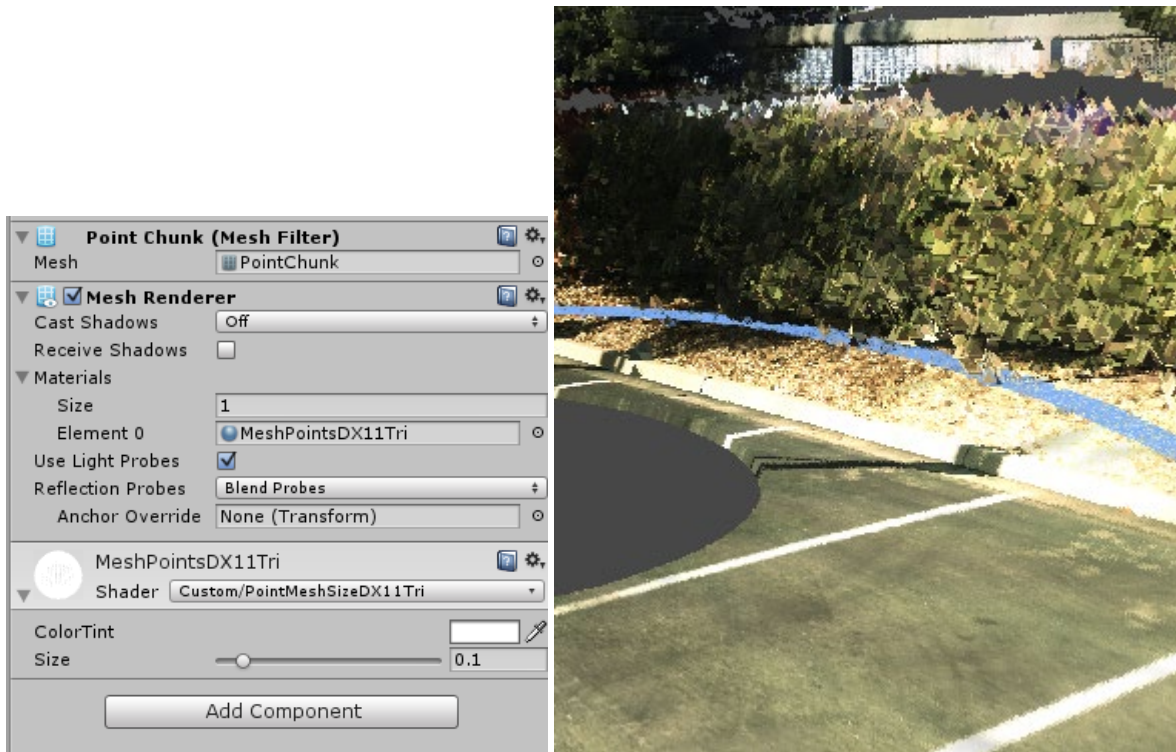 Point Chunk (Mesh Filter)
Mesh PointChunk
Mesh Renderer
Cast Shadows Off
Receive Shadows
Materials
Size 1
Element 0 MeshPointsDX11Tri
Use Light Probes
Reflection Probes Blend Probes
Anchor Override None (Transform)
MeshPointsDX11Tri
Shader Custom/PointMeshSizeDX11Tri
ColorTint
Size 0.1
Add Component